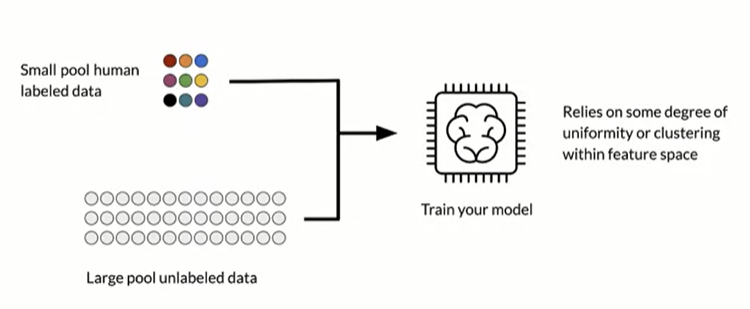 Small pool human
labeled data
Relies on some degree of
uniformity or clustering
within feature space
Train your model
Large pool unlabeled data